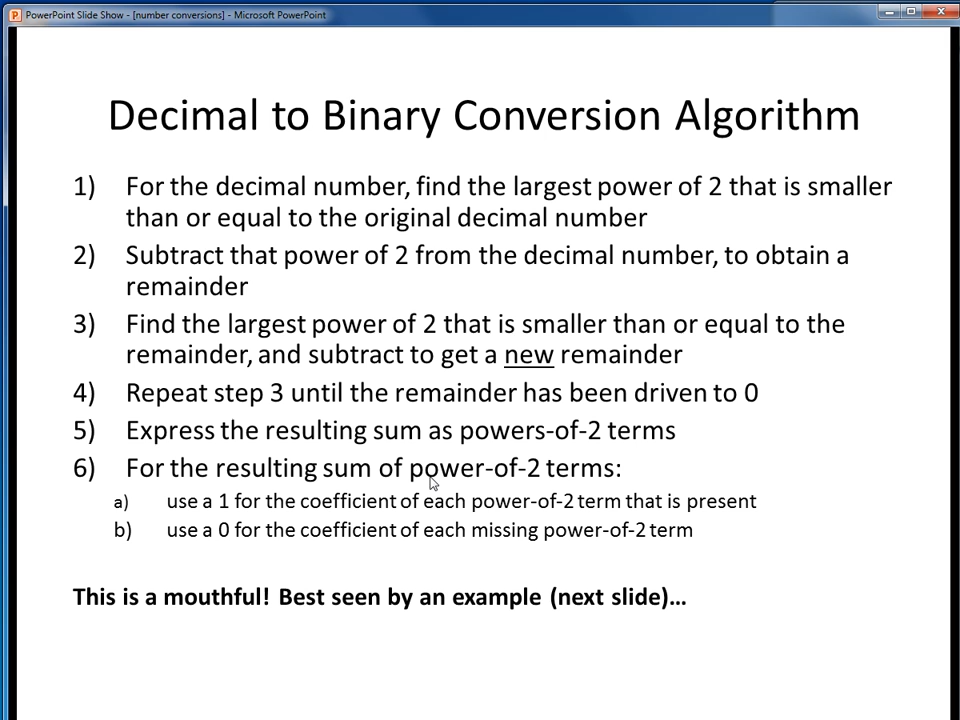 PowerPoint Slide Show - [number conversions] - Microsoft PowerPoint
Decimal to Binary Conversion Algorithm
1) For the decimal number, find the largest power of 2 that is smaller
than or equal to the original decimal number
2) Subtract that power of 2 from the decimal number, to obtain a
remainder
3) Find the largest power of 2 that is smaller than or equal to the
remainder, and subtract to get a new remainder
4) Repeat step 3 until the remainder has been driven to 0
5) Express the resulting sum as powers-of-2 terms
6) For the resulting sum of power-of-2 terms:
a) use a 1 for the coefficient of each power-of-2 term that is present
b) use a 0 for the coefficient of each missing power-of-2 term
This is a mouthful! Best seen by an example (next slide)…